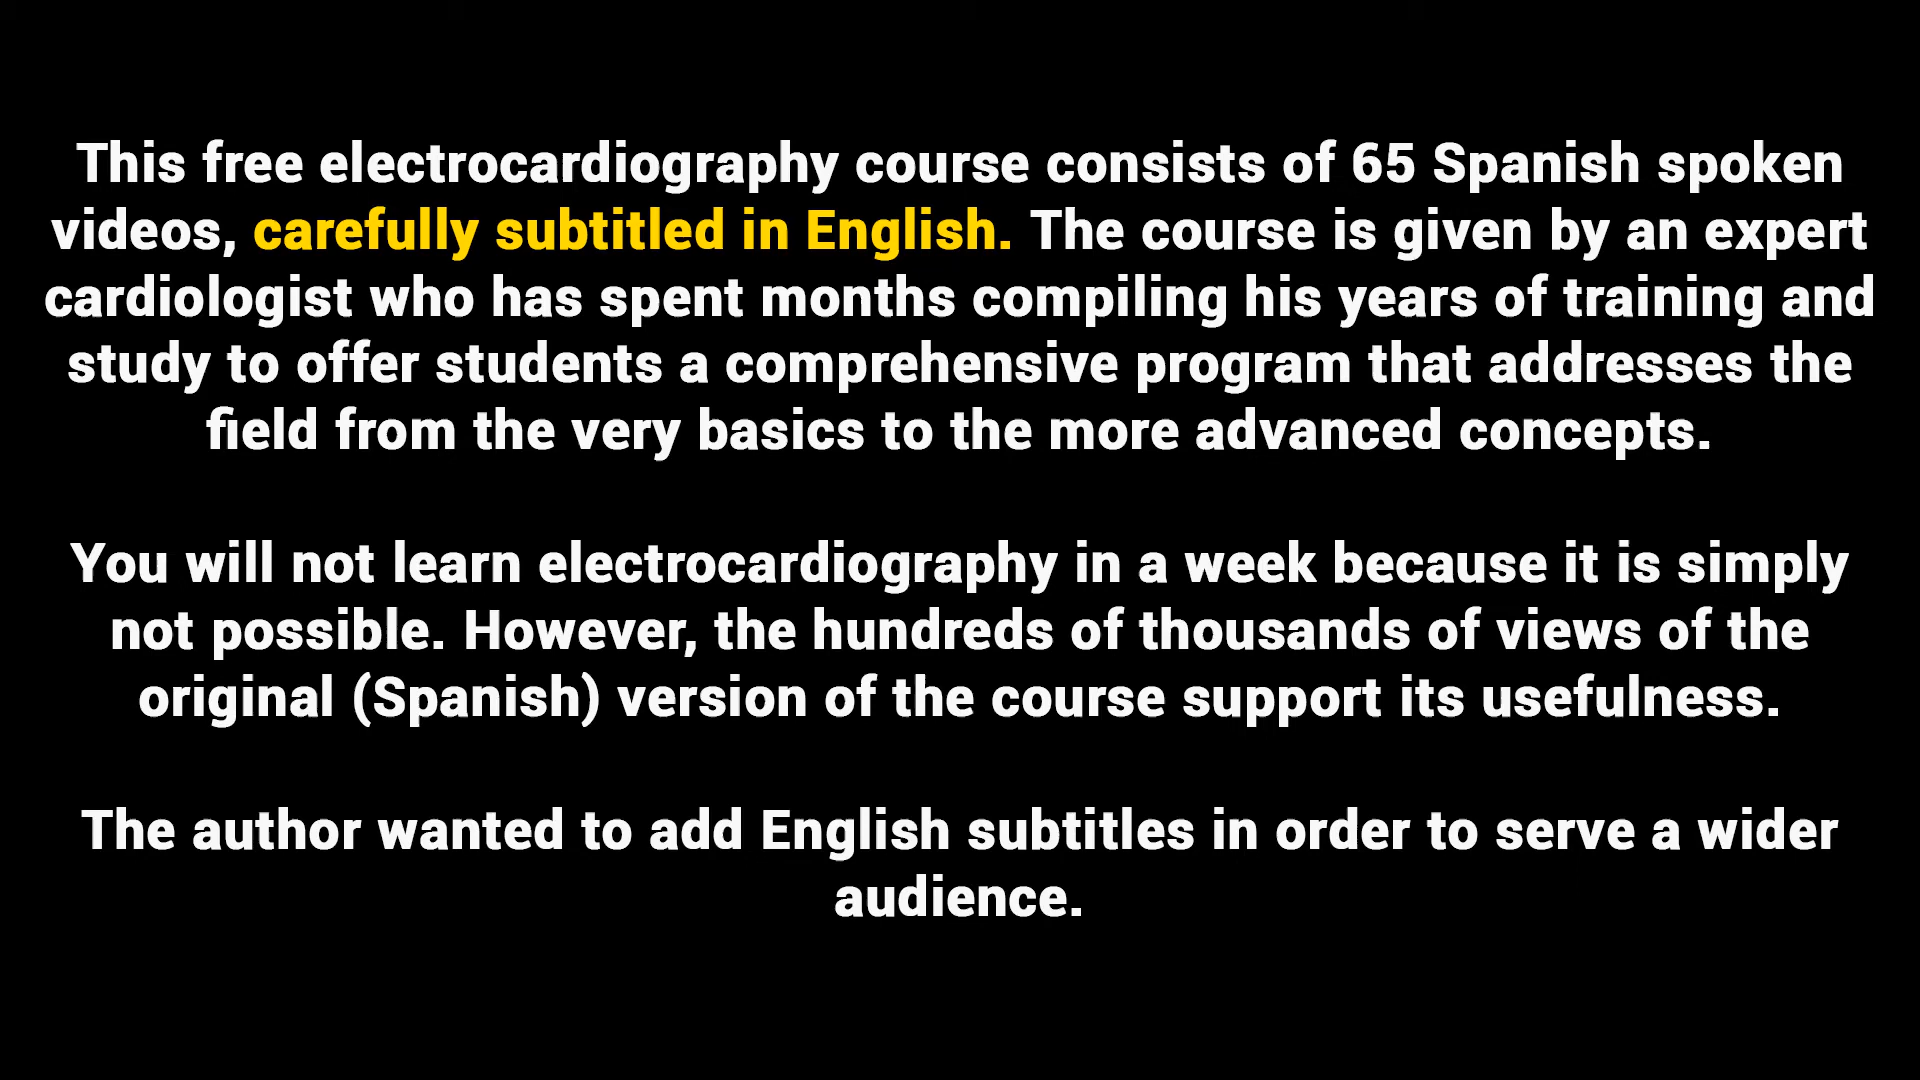 This free electrocardiography course consists of 65 Spanish spoken
videos, carefully subtitled in English. The course is given by an expert
cardiologist who has spent months compiling his years of training and
study to offer students a comprehensive program that addresses the
field from the very basics to the more advanced concepts.
You will not learn electrocardiography in a week because it is simply
not possible. However, the hundreds of thousands of views of the
original (Spanish) version of the course support its usefulness.
The author wanted to add English subtitles in order to serve a wider
audience.